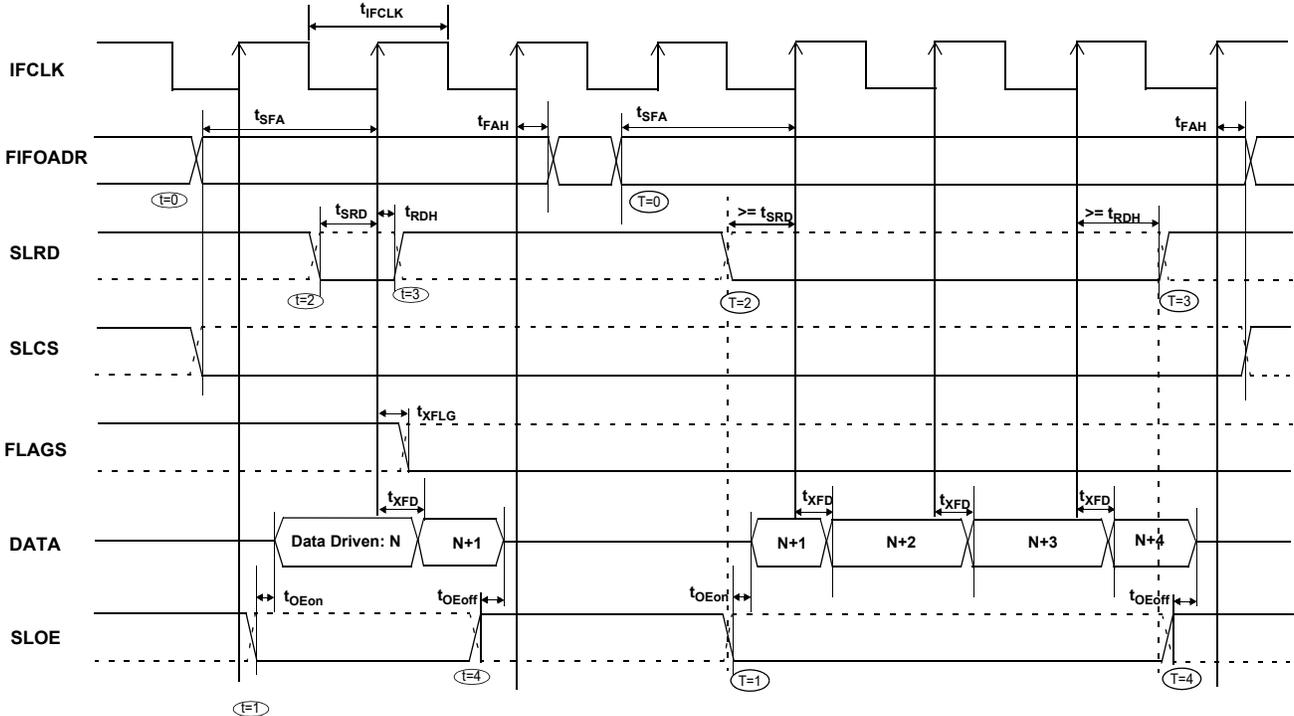 tIFCLK
IFCLK
tSFA
tFAH
tSFA
tFAH
FIFOADR
t=0
T=0
tSRD
tRDH
>= tSRD
>= tRDH
SLRD
t=2
t=3
T=2
T=3
SLCS
tXFLG
FLAGS
tXFD
tXFD
tXFD
tXFD
DATA
Data Driven: N
N+1
N+1
N+2
N+3
N+4
tOEon
tOEoff
tOEon
tOEoff
SLOE
t=4
T=1
T=4
t=1